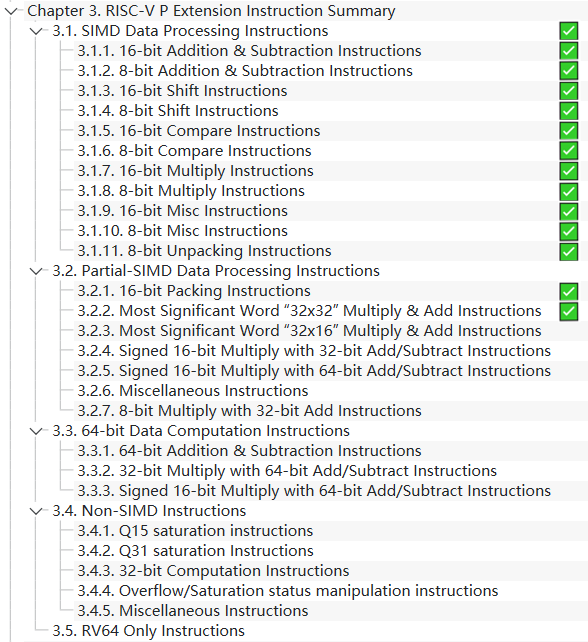 Chapter 3. RISC-V P Extension Instruction Summary
3.1. SIMD Data Processing Instructions
3.1.1. 16-bit Addition & Subtraction Instructions
3.1.2. 8-bit Addition & Subtraction Instructions
3.1.3. 16-bit Shift Instructions
3.1.4. 8-bit Shift Instructions
3.1.5. 16-bit Compare Instructions
3.1.6. 8-bit Compare Instructions
3.1.7. 16-bit Multiply Instructions
3.1.8. 8-bit Multiply Instructions
3.1.9. 16-bit Misc Instructions
3.1.10. 8-bit Misc Instructions
3.1.11. 8-bit Unpacking Instructions
3.2. Partial-SIMD Data Processing Instructions
3.2.1. 16-bit Packing Instructions
3.2.2. Most Significant Word “32x32” Multiply & Add Instructions
3.2.3. Most Significant Word “32x16” Multiply & Add Instructions
3.2.4. Signed 16-bit Multiply with 32-bit Add/Subtract Instructions
3.2.5. Signed 16-bit Multiply with 64-bit Add/Subtract Instructions
3.2.6. Miscellaneous Instructions
3.2.7. 8-bit Multiply with 32-bit Add Instructions
3.3. 64-bit Data Computation Instructions
3.3.1. 64-bit Addition & Subtraction Instructions
3.3.2. 32-bit Multiply with 64-bit Add/Subtract Instructions
3.3.3. Signed 16-bit Multiply with 64-bit Add/Subtract Instructions
3.4. Non-SIMD Instructions
3.4.1. Q15 saturation instructions
3.4.2. Q31 saturation Instructions
3.4.3. 32-bit Computation Instructions
3.4.4. Overflow/Saturation status manipulation instructions
3.4.5. Miscellaneous Instructions
3.5. RV64 Only Instructions